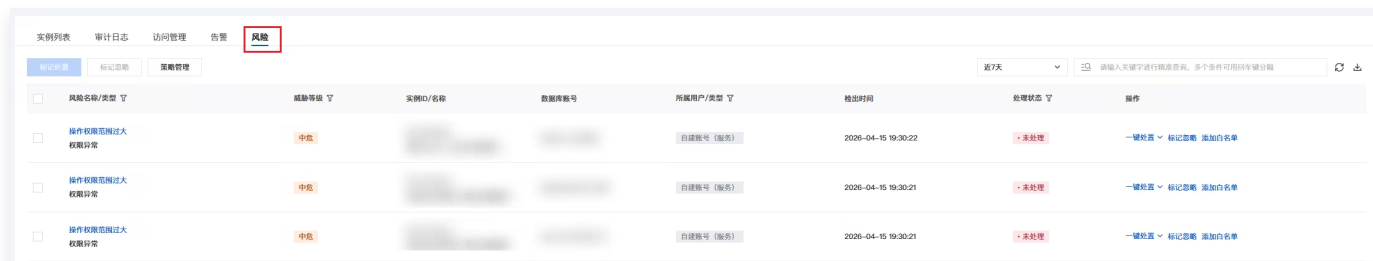 实例列表 审计日志 访问管理 告警 风险
标记处置 标记忽略 策略管理 近7天 请输入关键字进行精准查询，多个条件可用回车键分隔
风险名称/类型 威胁等级 实例ID/名称 数据库账号 所属用户/类型 检出时间 处理状态 操作
操作权限范围过大
权限异常
中危 自建账号（服务） 2026-04-15 19:30:22 未处理 一键处置 标记忽略 添加白名单
操作权限范围过大
权限异常
中危 自建账号（服务） 2026-04-15 19:30:21 未处理 一键处置 标记忽略 添加白名单
操作权限范围过大
权限异常
中危 自建账号（服务） 2026-04-15 19:30:21 未处理 一键处置 标记忽略 添加白名单